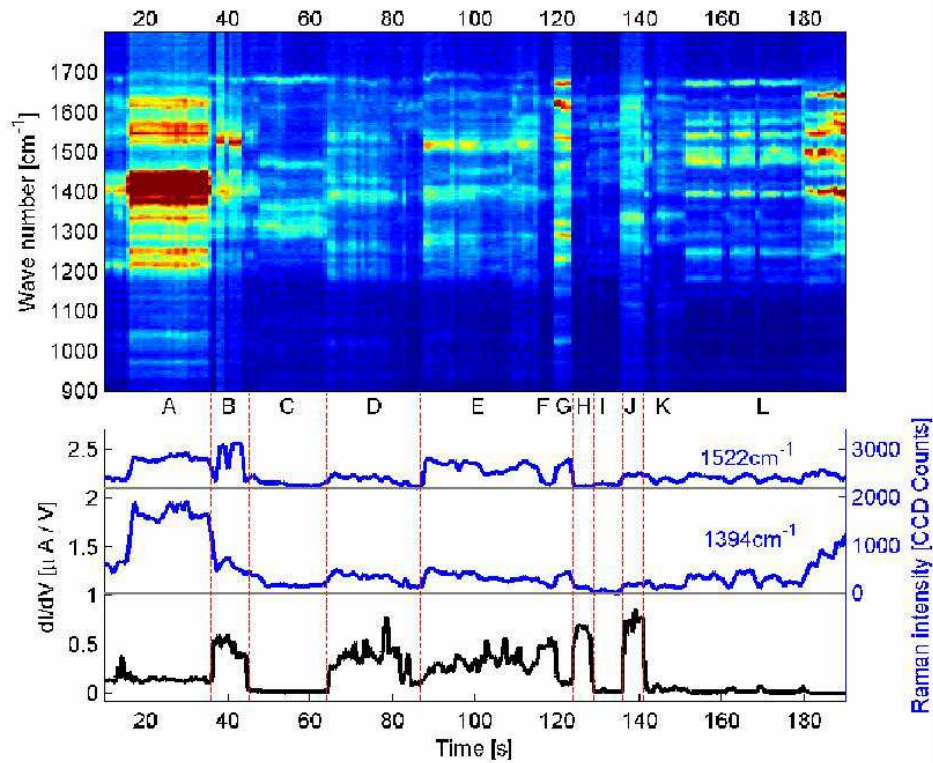 20 40 60 80 100 120 140 160 180
1700
1600
1500
1400
1300
1200
1100
1000
900
Wave number [cm⁻¹]
A B C D E F G H I J K L
2.5
2
1.5
1
0.5
0
dI/dV [μ A / V]
1522cm⁻¹
1394cm⁻¹
3000
2000
1000
0
Raman intensity [CCD Counts]
20 40 60 80 100 120 140 160 180
Time [s]